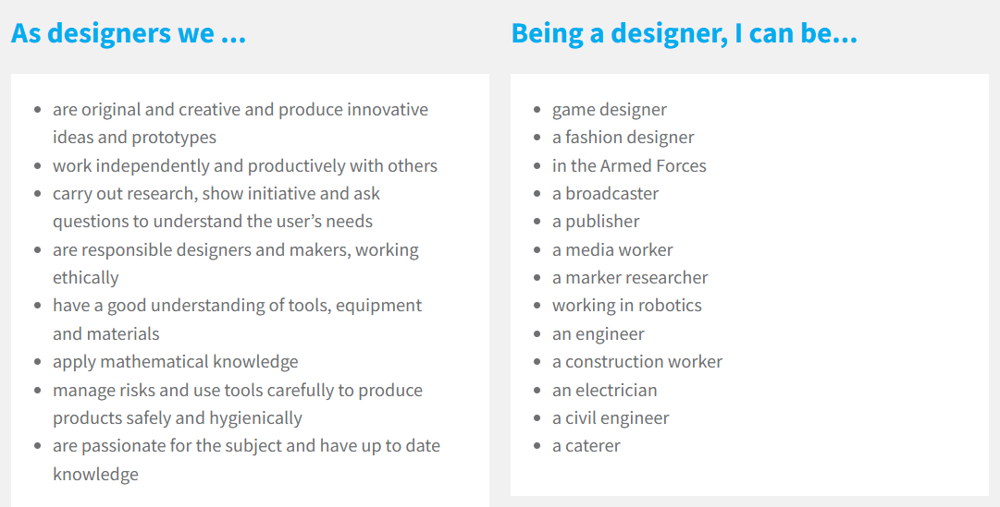 As designers we ...
are original and creative and produce innovative
ideas and prototypes
work independently and productively with others
carry out research, show initiative and ask
questions to understand the user’s needs
are responsible designers and makers, working
ethically
have a good understanding of tools, equipment
and materials
apply mathematical knowledge
manage risks and use tools carefully to produce
products safely and hygienically
are passionate for the subject and have up to date
knowledge
Being a designer, I can be...
game designer
a fashion designer
in the Armed Forces
a broadcaster
a publisher
a media worker
a marker researcher
working in robotics
an engineer
a construction worker
an electrician
a civil engineer
a caterer